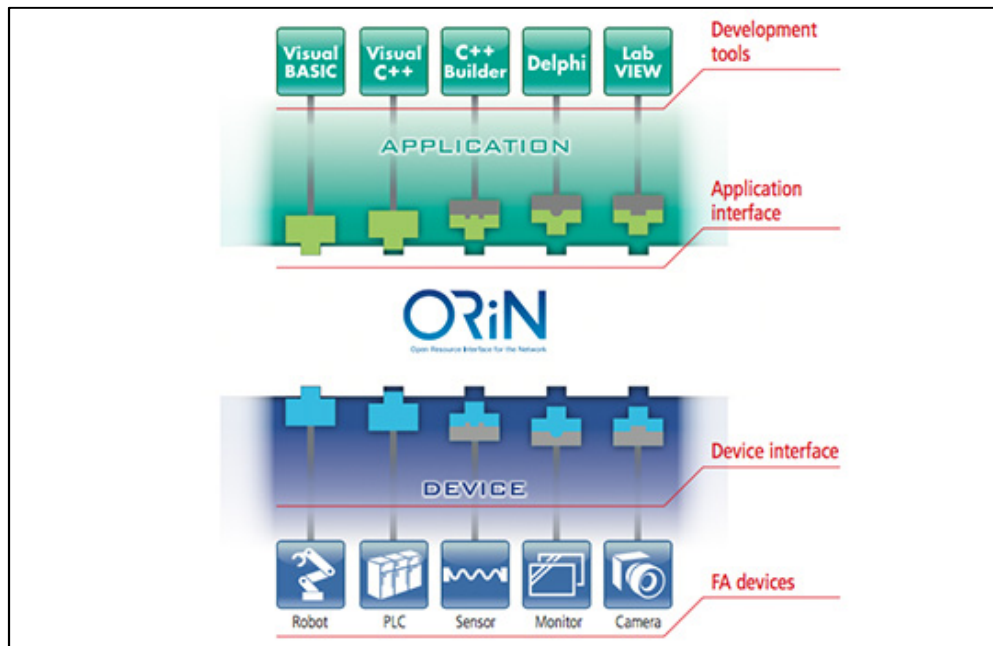 Visual
BASIC
Visual
C++
C++
Builder
Delphi
Lab
VIEW
Development
tools
APPLICATION
Application
interface
ORiN
Open Resource Interface for the Network
Device interface
DEVICE
FA devices
Robot
PLC
Sensor
Monitor
Camera